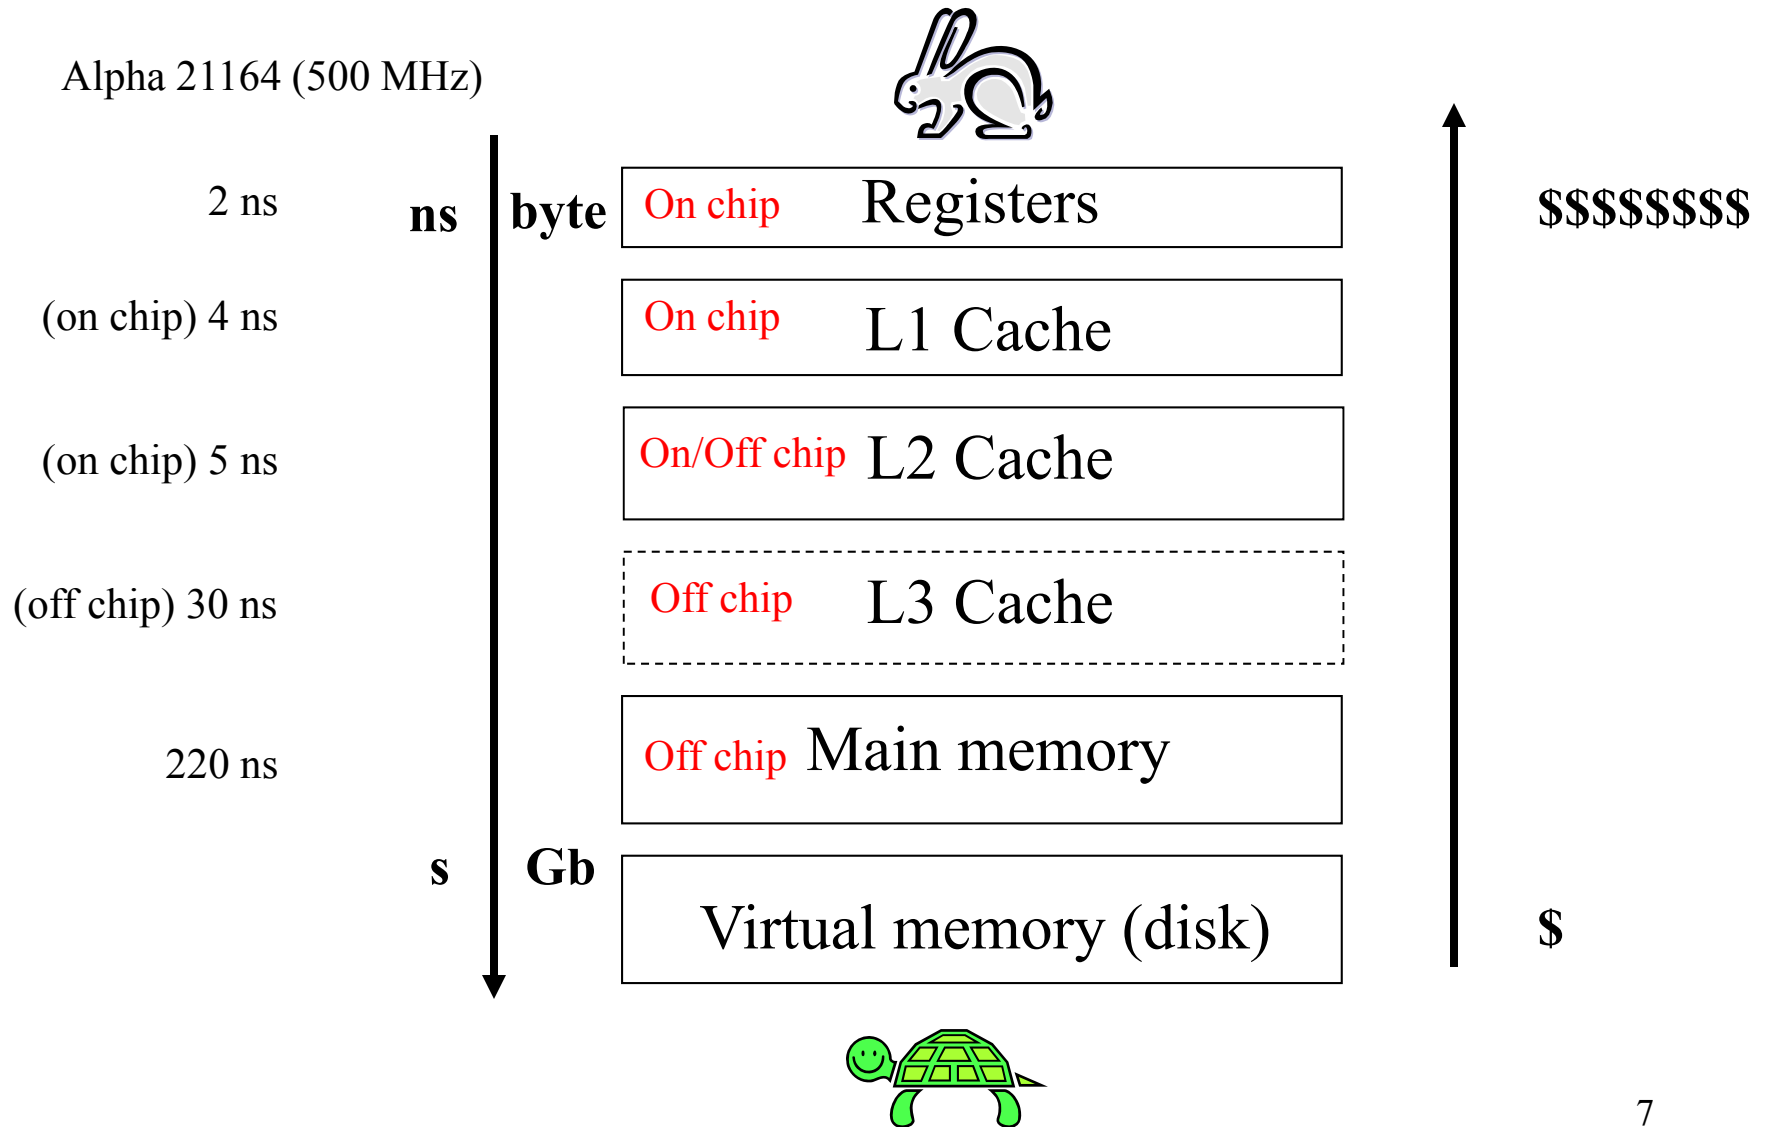 Alpha 21164 (500 MHz)
2 ns
ns
byte
On chip
Registers
$$$$$$$$
(on chip) 4 ns
On chip
L1 Cache
(on chip) 5 ns
On/Off chip
L2 Cache
(off chip) 30 ns
Off chip
L3 Cache
220 ns
Off chip
Main memory
s
Gb
Virtual memory (disk)
$
7